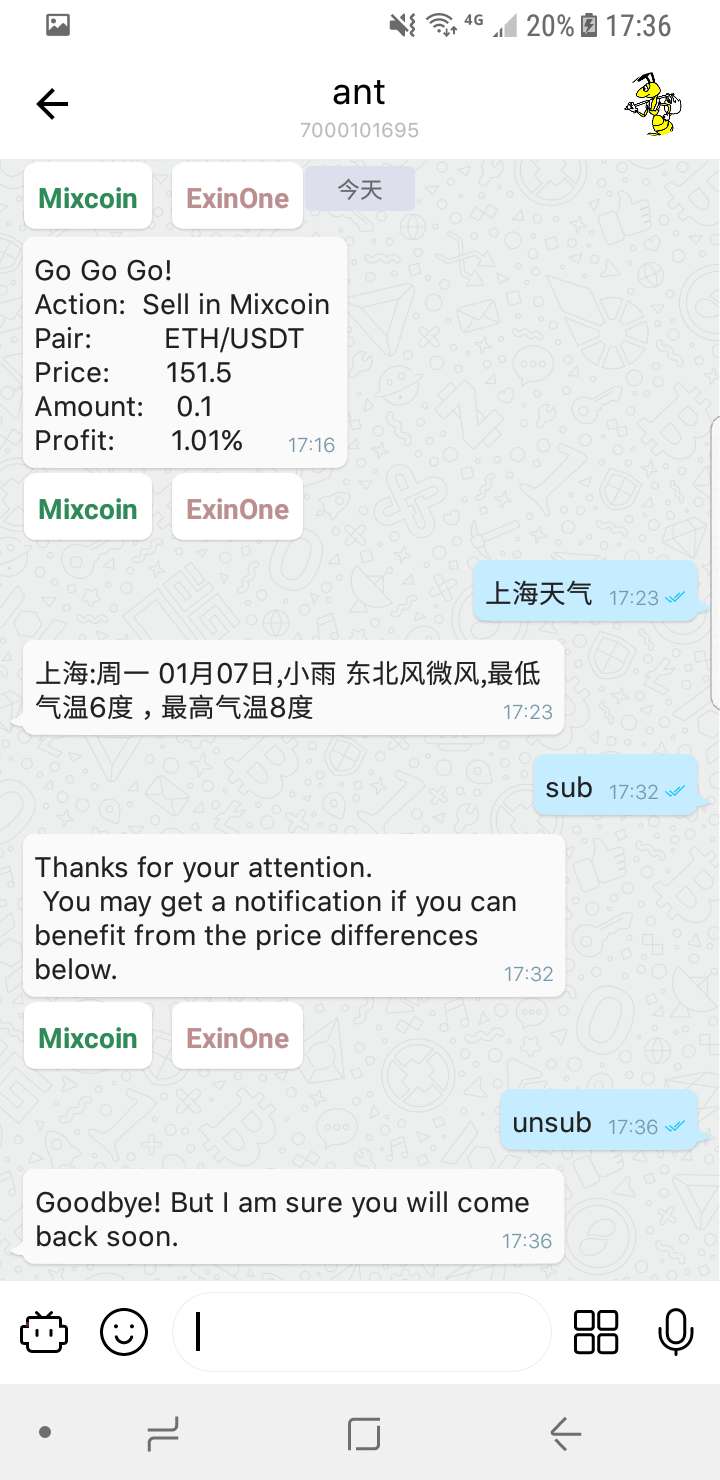 4G 20% 17:36
ant
7000101695
Mixcoin ExinOne 今天
Go Go Go!
Action: Sell in Mixcoin
Pair: ETH/USDT
Price: 151.5
Amount: 0.1
Profit: 1.01% 17:16
Mixcoin ExinOne
上海天气 17:23
上海:周一 01月07日,小雨 东北风微风,最低
气温6度，最高气温8度 17:23
sub 17:32
Thanks for your attention.
You may get a notification if you can
benefit from the price differences
below. 17:32
Mixcoin ExinOne
unsub 17:36
Goodbye! But I am sure you will come
back soon. 17:36